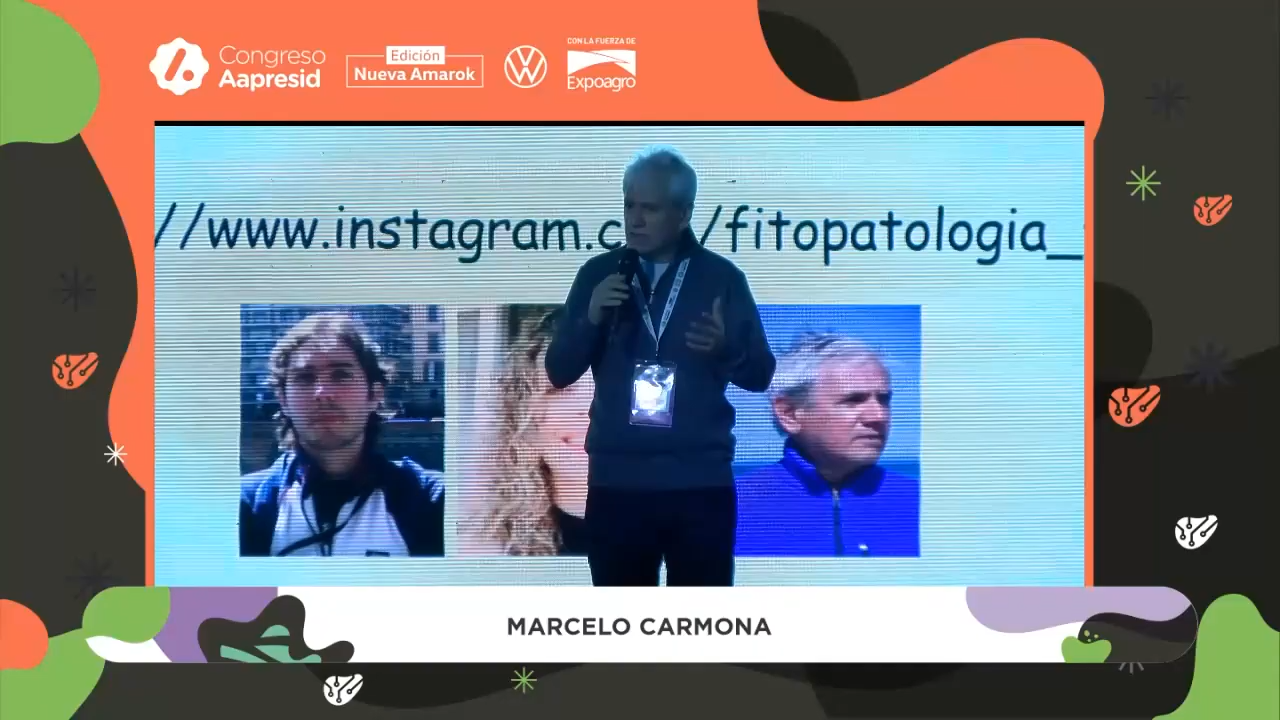 Congreso
Aapresid
Edición
Nueva Amarok
CON LA FUERZA DE
Expoagro
//www.instagram.c /fitopatologia_
MARCELO CARMONA